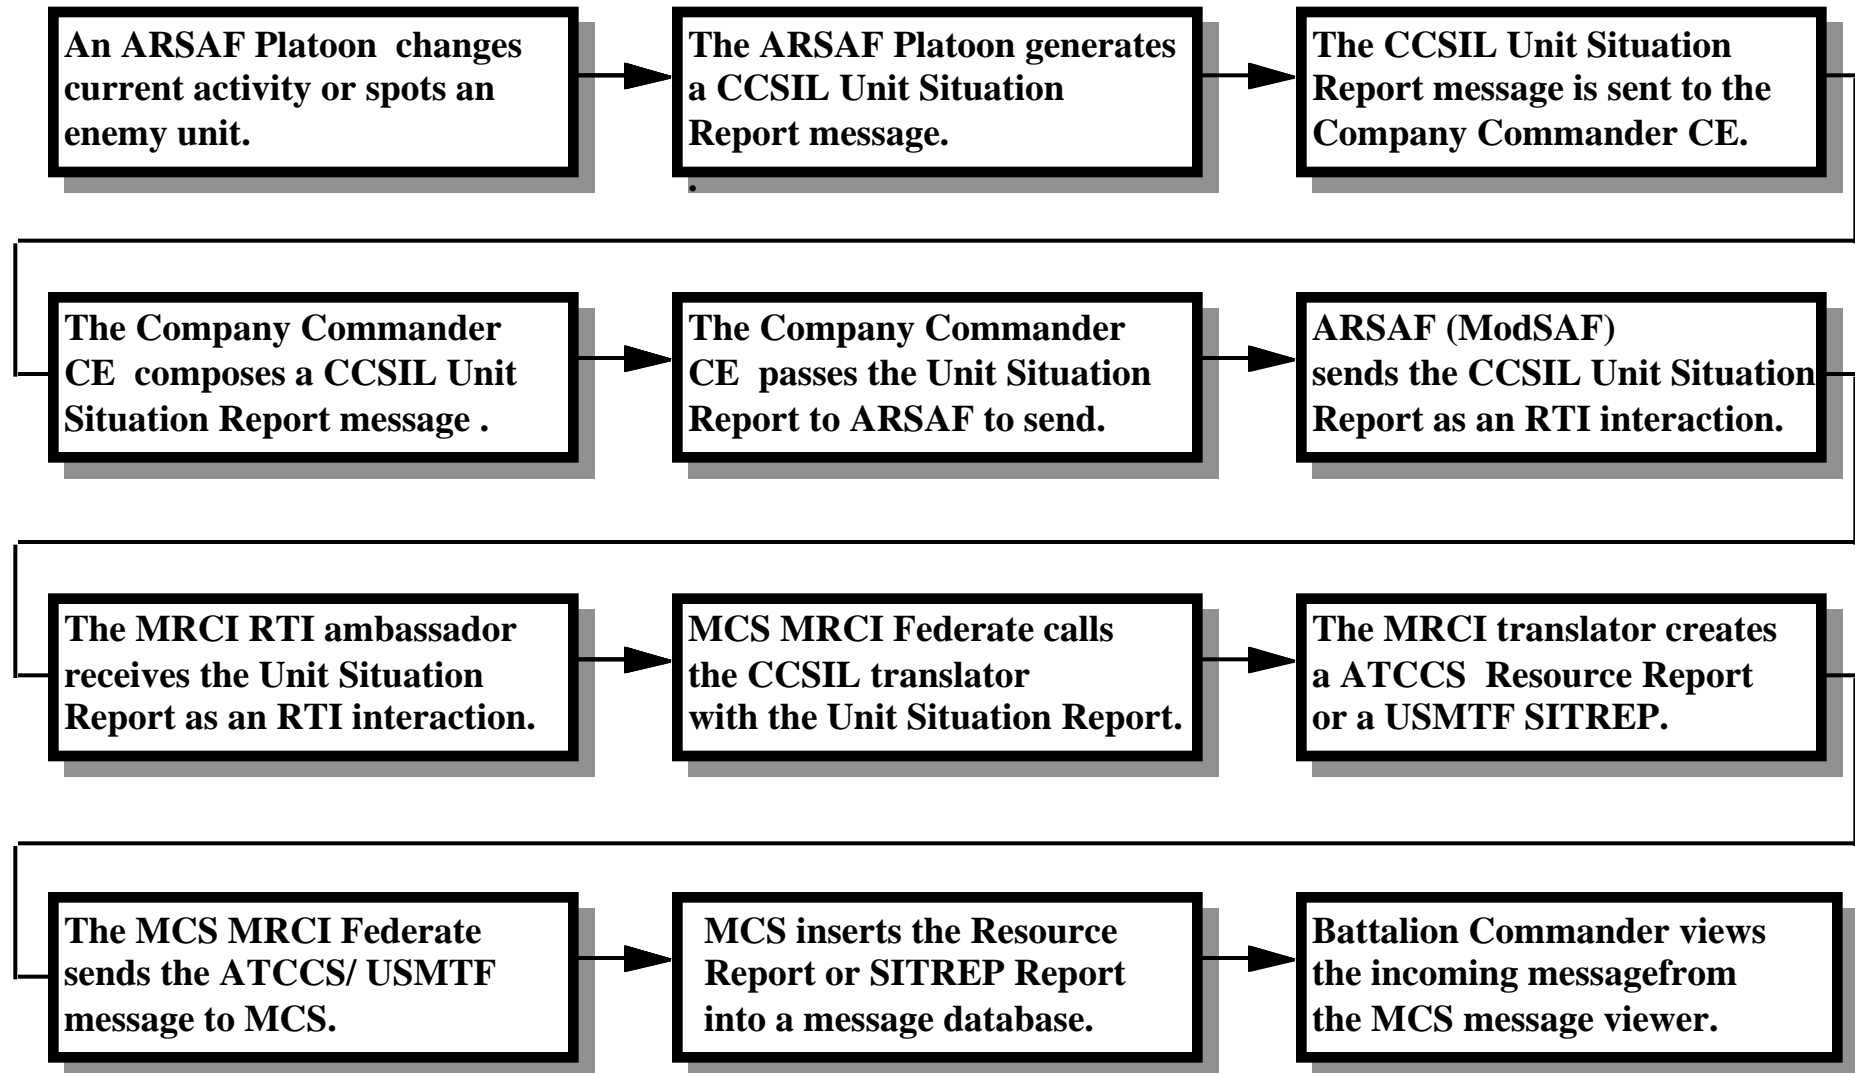 An ARSAF Platoon changes
current activity or spots an
enemy unit.
The ARSAF Platoon generates
a CCSIL Unit Situation
Report message.
.
The CCSIL Unit Situation
Report message is sent to the
Company Commander CE.
The Company Commander
CE composes a CCSIL Unit
Situation Report message .
The Company Commander
CE passes the Unit Situation
Report to ARSAF to send.
ARSAF (ModSAF)
sends the CCSIL Unit Situation
Report as an RTI interaction.
The MRCI RTI ambassador
receives the Unit Situation
Report as an RTI interaction.
MCS MRCI Federate calls
the CCSIL translator
with the Unit Situation Report.
The MRCI translator creates
a ATCCS Resource Report
or a USMTF SITREP.
The MCS MRCI Federate
sends the ATCCS/ USMTF
message to MCS.
MCS inserts the Resource
Report or SITREP Report
into a message database.
Battalion Commander views
the incoming messagefrom
the MCS message viewer.